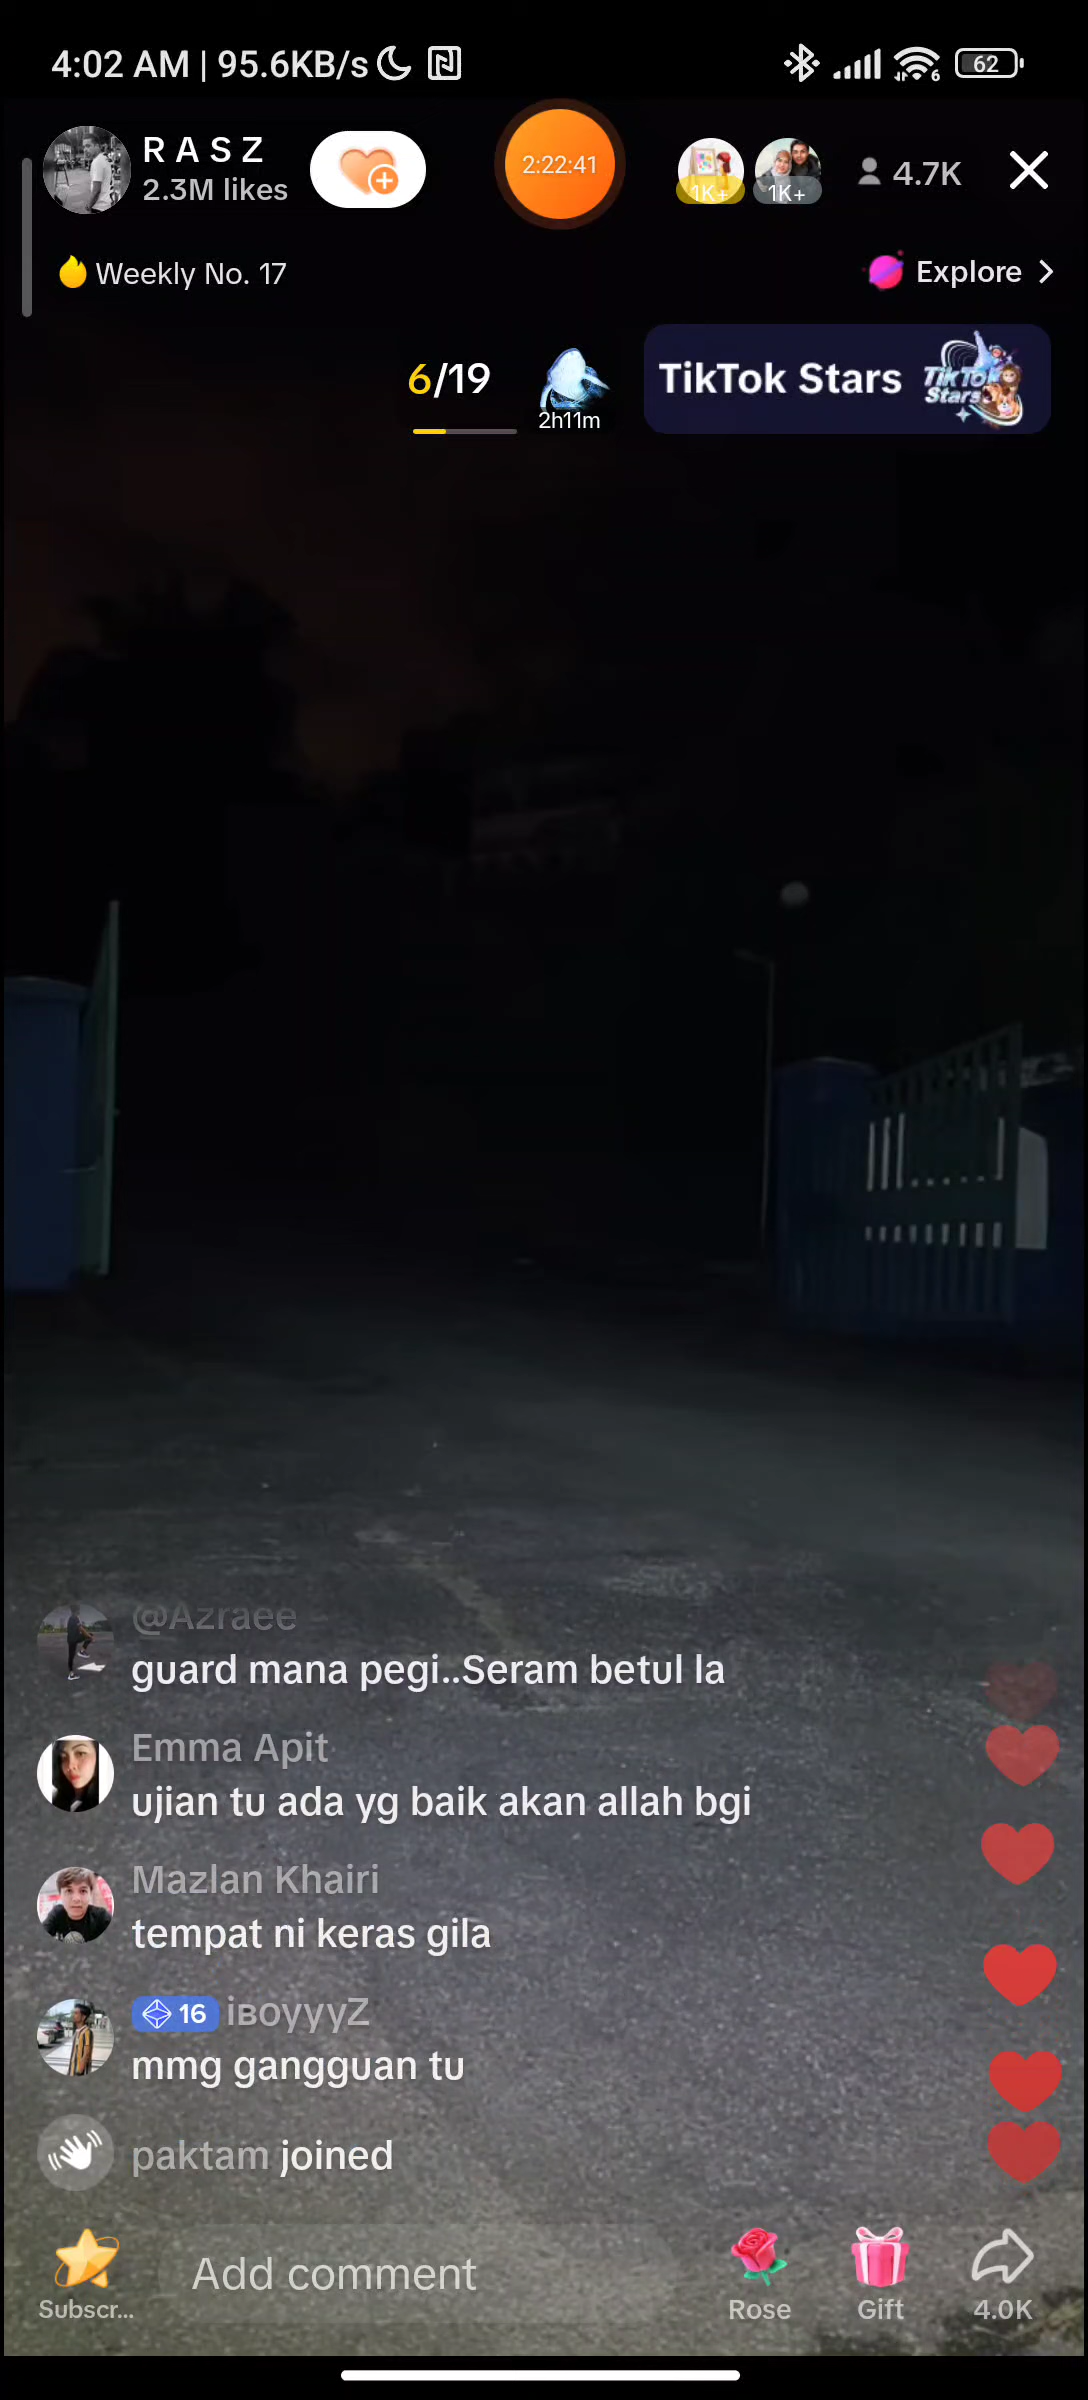 4:02 AM | 95.6KB/s
62
R A S Z
2.3M likes
2:22:41
1K+
1K+
4.7K
Weekly No. 17
Explore
6/19
2h11m
TikTok Stars
TikTok
Stars
@Azraee
guard mana pegi..Seram betul la
Emma Apit
ujian tu ada yg baik akan allah bgi
Mazlan Khairi
tempat ni keras gila
16 iʙoyyyZ
mmg gangguan tu
paktam joined
Subscr...
Add comment
Rose
Gift
4.0K